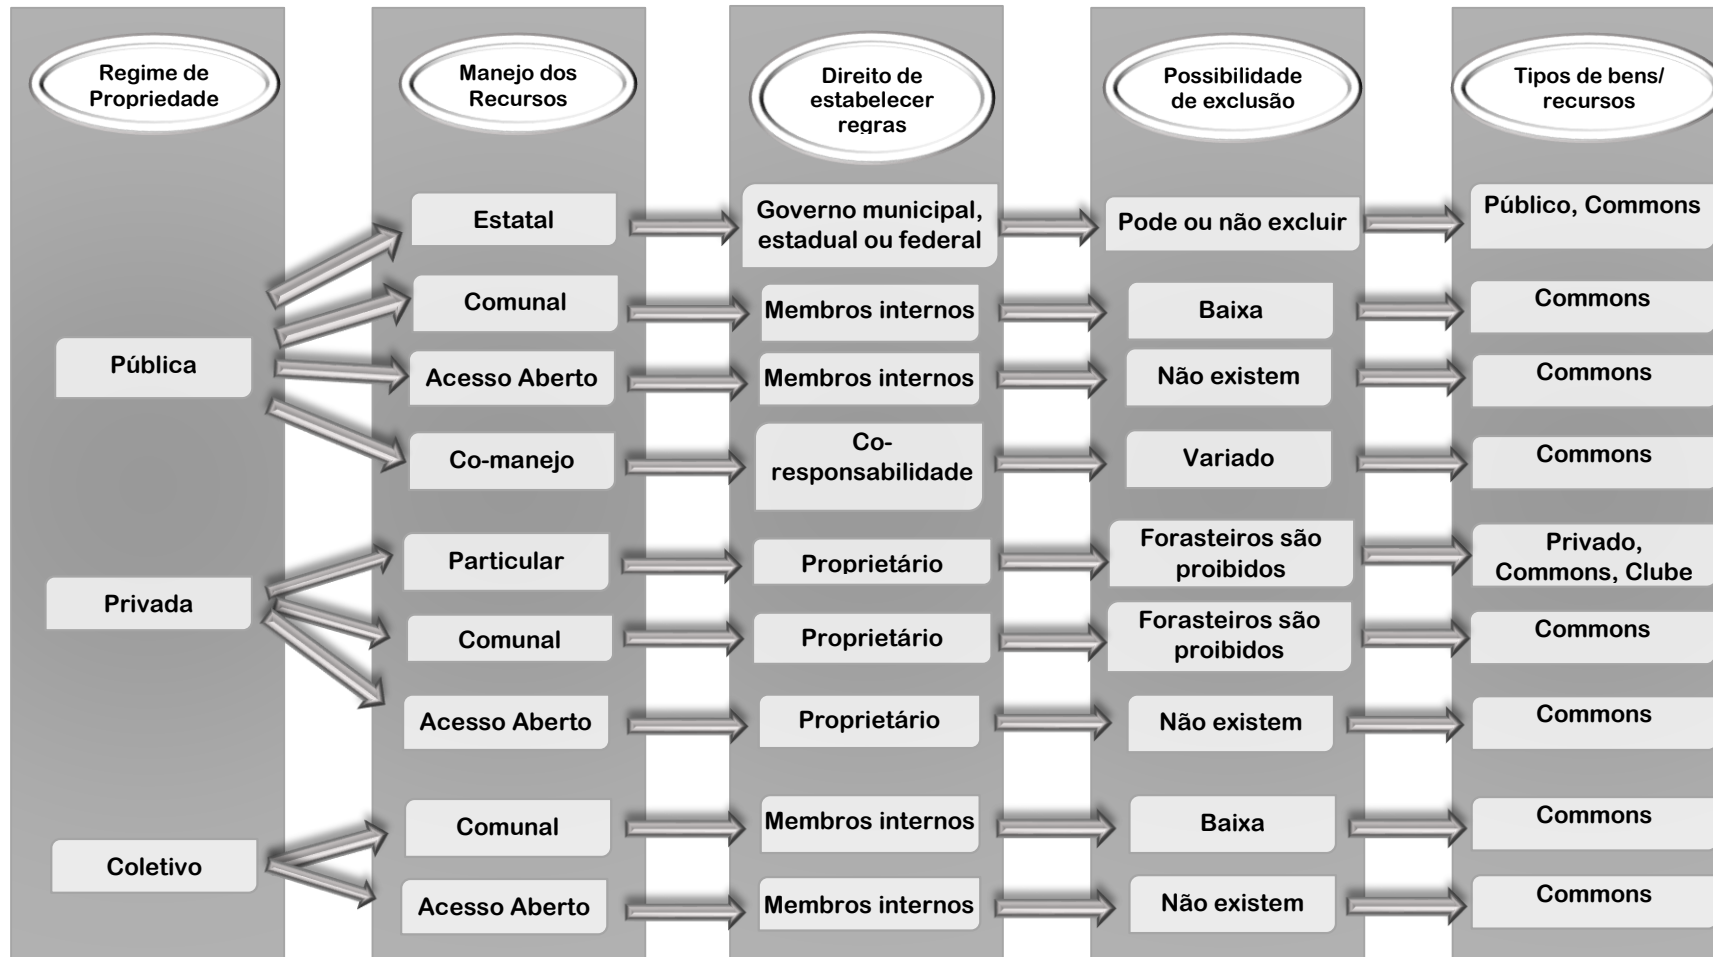 Regime de
Propriedade
Manejo dos
Recursos
Direito de
estabelecer
regras
Possibilidade
de exclusão
Tipos de bens/
recursos
Pública
Estatal
Governo municipal,
estadual ou federal
Pode ou não excluir
Público, Commons
Comunal
Membros internos
Baixa
Commons
Acesso Aberto
Membros internos
Não existem
Commons
Co-manejo
Co-
responsabilidade
Variado
Commons
Privada
Particular
Proprietário
Forasteiros são
proibidos
Privado,
Commons, Clube
Comunal
Proprietário
Forasteiros são
proibidos
Commons
Acesso Aberto
Proprietário
Não existem
Commons
Coletivo
Comunal
Membros internos
Baixa
Commons
Acesso Aberto
Membros internos
Não existem
Commons